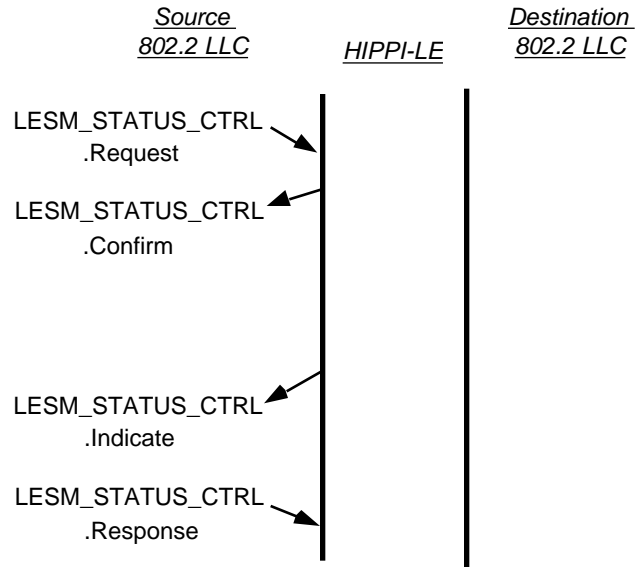 Source
802.2 LLC
HIPPI-LE
Destination
802.2 LLC
LESM_STATUS_CTRL
.Request
LESM_STATUS_CTRL
.Confirm
LESM_STATUS_CTRL
.Indicate
LESM_STATUS_CTRL
.Response